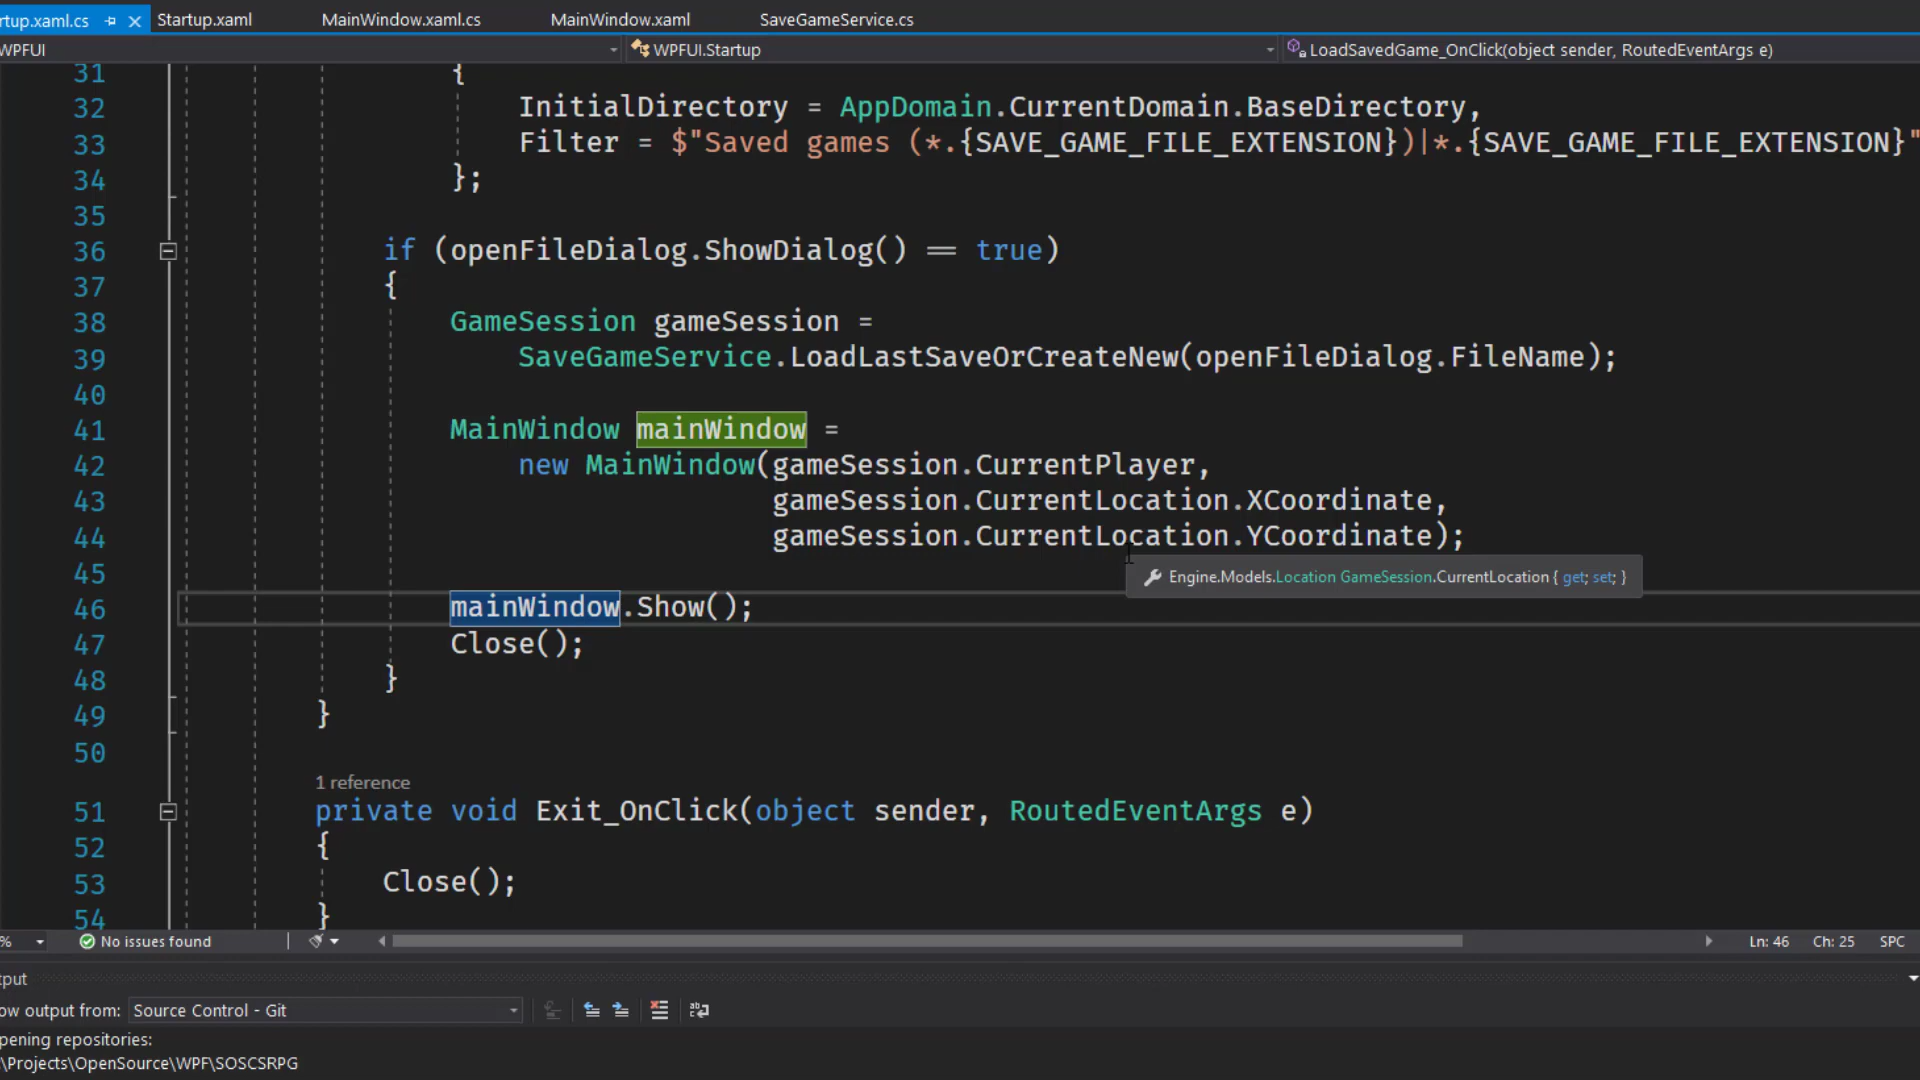 rtup.xaml.cs Startup.xaml MainWindow.xaml.cs MainWindow.xaml SaveGameService.cs
WPFUI WPFUI.Startup LoadSavedGame_OnClick(object sender, RoutedEventArgs e)
31 {
32 InitialDirectory = AppDomain.CurrentDomain.BaseDirectory,
33 Filter = $"Saved games (*.{SAVE_GAME_FILE_EXTENSION})|*.{SAVE_GAME_FILE_EXTENSION}"
34 };
35
36 if (openFileDialog.ShowDialog() == true)
37 {
38 GameSession gameSession =
39 SaveGameService.LoadLastSaveOrCreateNew(openFileDialog.FileName);
40
41 MainWindow mainWindow =
42 new MainWindow(gameSession.CurrentPlayer,
43 gameSession.CurrentLocation.XCoordinate,
44 gameSession.CurrentLocation.YCoordinate);
45
Engine.Models.Location GameSession.CurrentLocation { get; set; }
46 mainWindow.Show();
47 Close();
48 }
49 }
50
1 reference
51 private void Exit_OnClick(object sender, RoutedEventArgs e)
52 {
53 Close();
54 }
% No issues found Ln: 46 Ch: 25 SPC
tput
ow output from: Source Control - Git
pening repositories:
:\Projects\OpenSource\WPF\SOSCSRPG